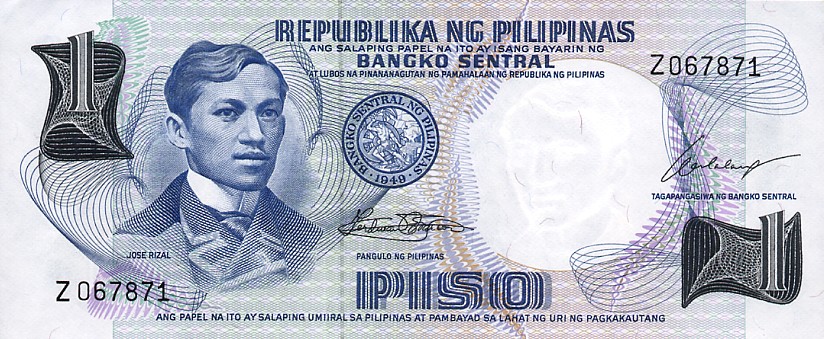 1
REPUBLIKA NG PILIPINAS
ANG SALAPING PAPEL NA ITO AY ISANG BAYARIN NG
BANGKO SENTRAL
AT LUBOS NA PINANANAGUTAN NG PAMAHALAAN NG REPUBLIKA NG PILIPINAS
Z067871
BANGKO SENTRAL NG PILIPINAS
·1949·
TAGAPANGASIWA NG BANGKO SENTRAL
JOSE RIZAL
PANGULO NG PILIPINAS
Z067871
PISO
1
ANG PAPEL NA ITO AY SALAPING UMIIRAL SA PILIPINAS AT PAMBAYAD SA LAHAT NG URI NG PAGKAKAUTANG